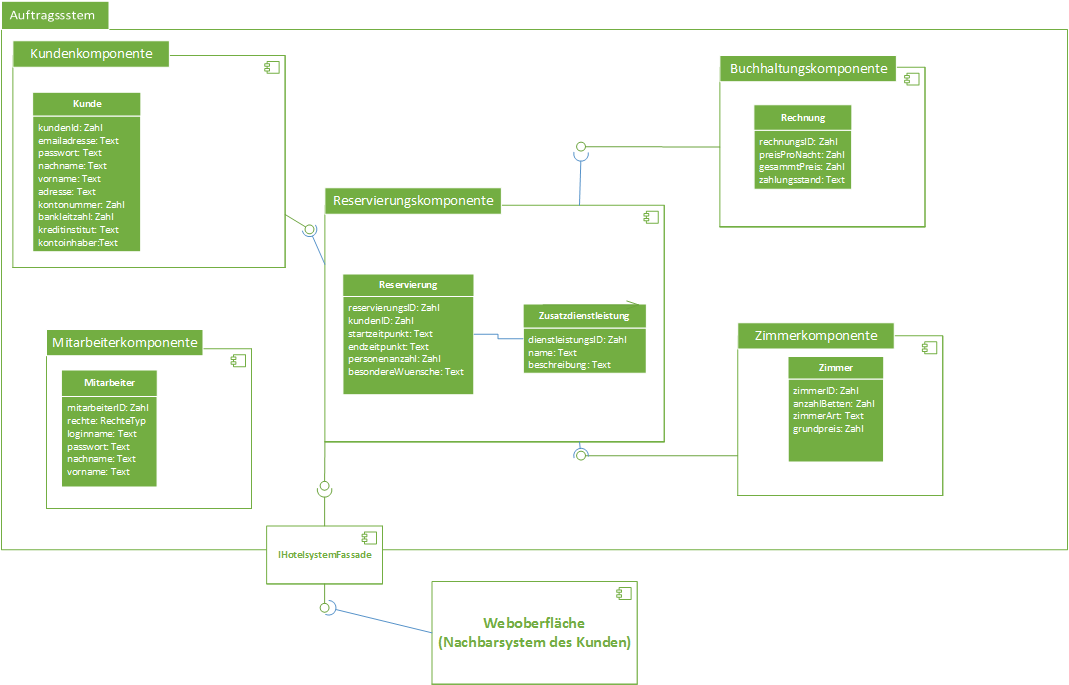 Auftragssstem
Kundenkomponente
Kunde
kundenId: Zahl
emailadresse: Text
passwort: Text
nachname: Text
vorname: Text
adresse: Text
kontonummer: Zahl
bankleitzahl: Zahl
kreditinstitut: Text
kontoinhaber:Text
Buchhaltungskomponente
Rechnung
rechnungsID: Zahl
preisProNacht: Zahl
gesammtPreis: Zahl
zahlungsstand: Text
Reservierungskomponente
Reservierung
reservierungsID: Zahl
kundenID: Zahl
startzeitpunkt: Text
endzeitpunkt: Text
personenanzahl: Zahl
besondereWuensche: Text
Zusatzdienstleistung
dienstleistungsID: Zahl
name: Text
beschreibung: Text
Mitarbeiterkomponente
Mitarbeiter
mitarbeiterID: Zahl
rechte: RechteTyp
loginname: Text
passwort: Text
nachname: Text
vorname: Text
Zimmerkomponente
Zimmer
zimmerID: Zahl
anzahlBetten: Zahl
zimmerArt: Text
grundpreis: Zahl
IHotelsystemFassade
Weboberfläche
(Nachbarsystem des Kunden)